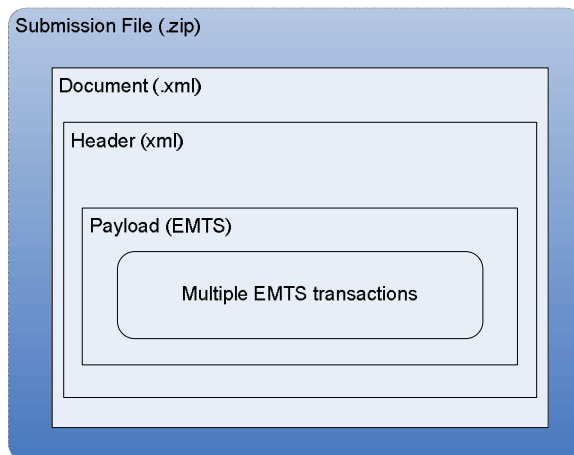 Submission File (.zip)
Document (.xml)
Header (xml)
Payload (EMTS)
Multiple EMTS transactions